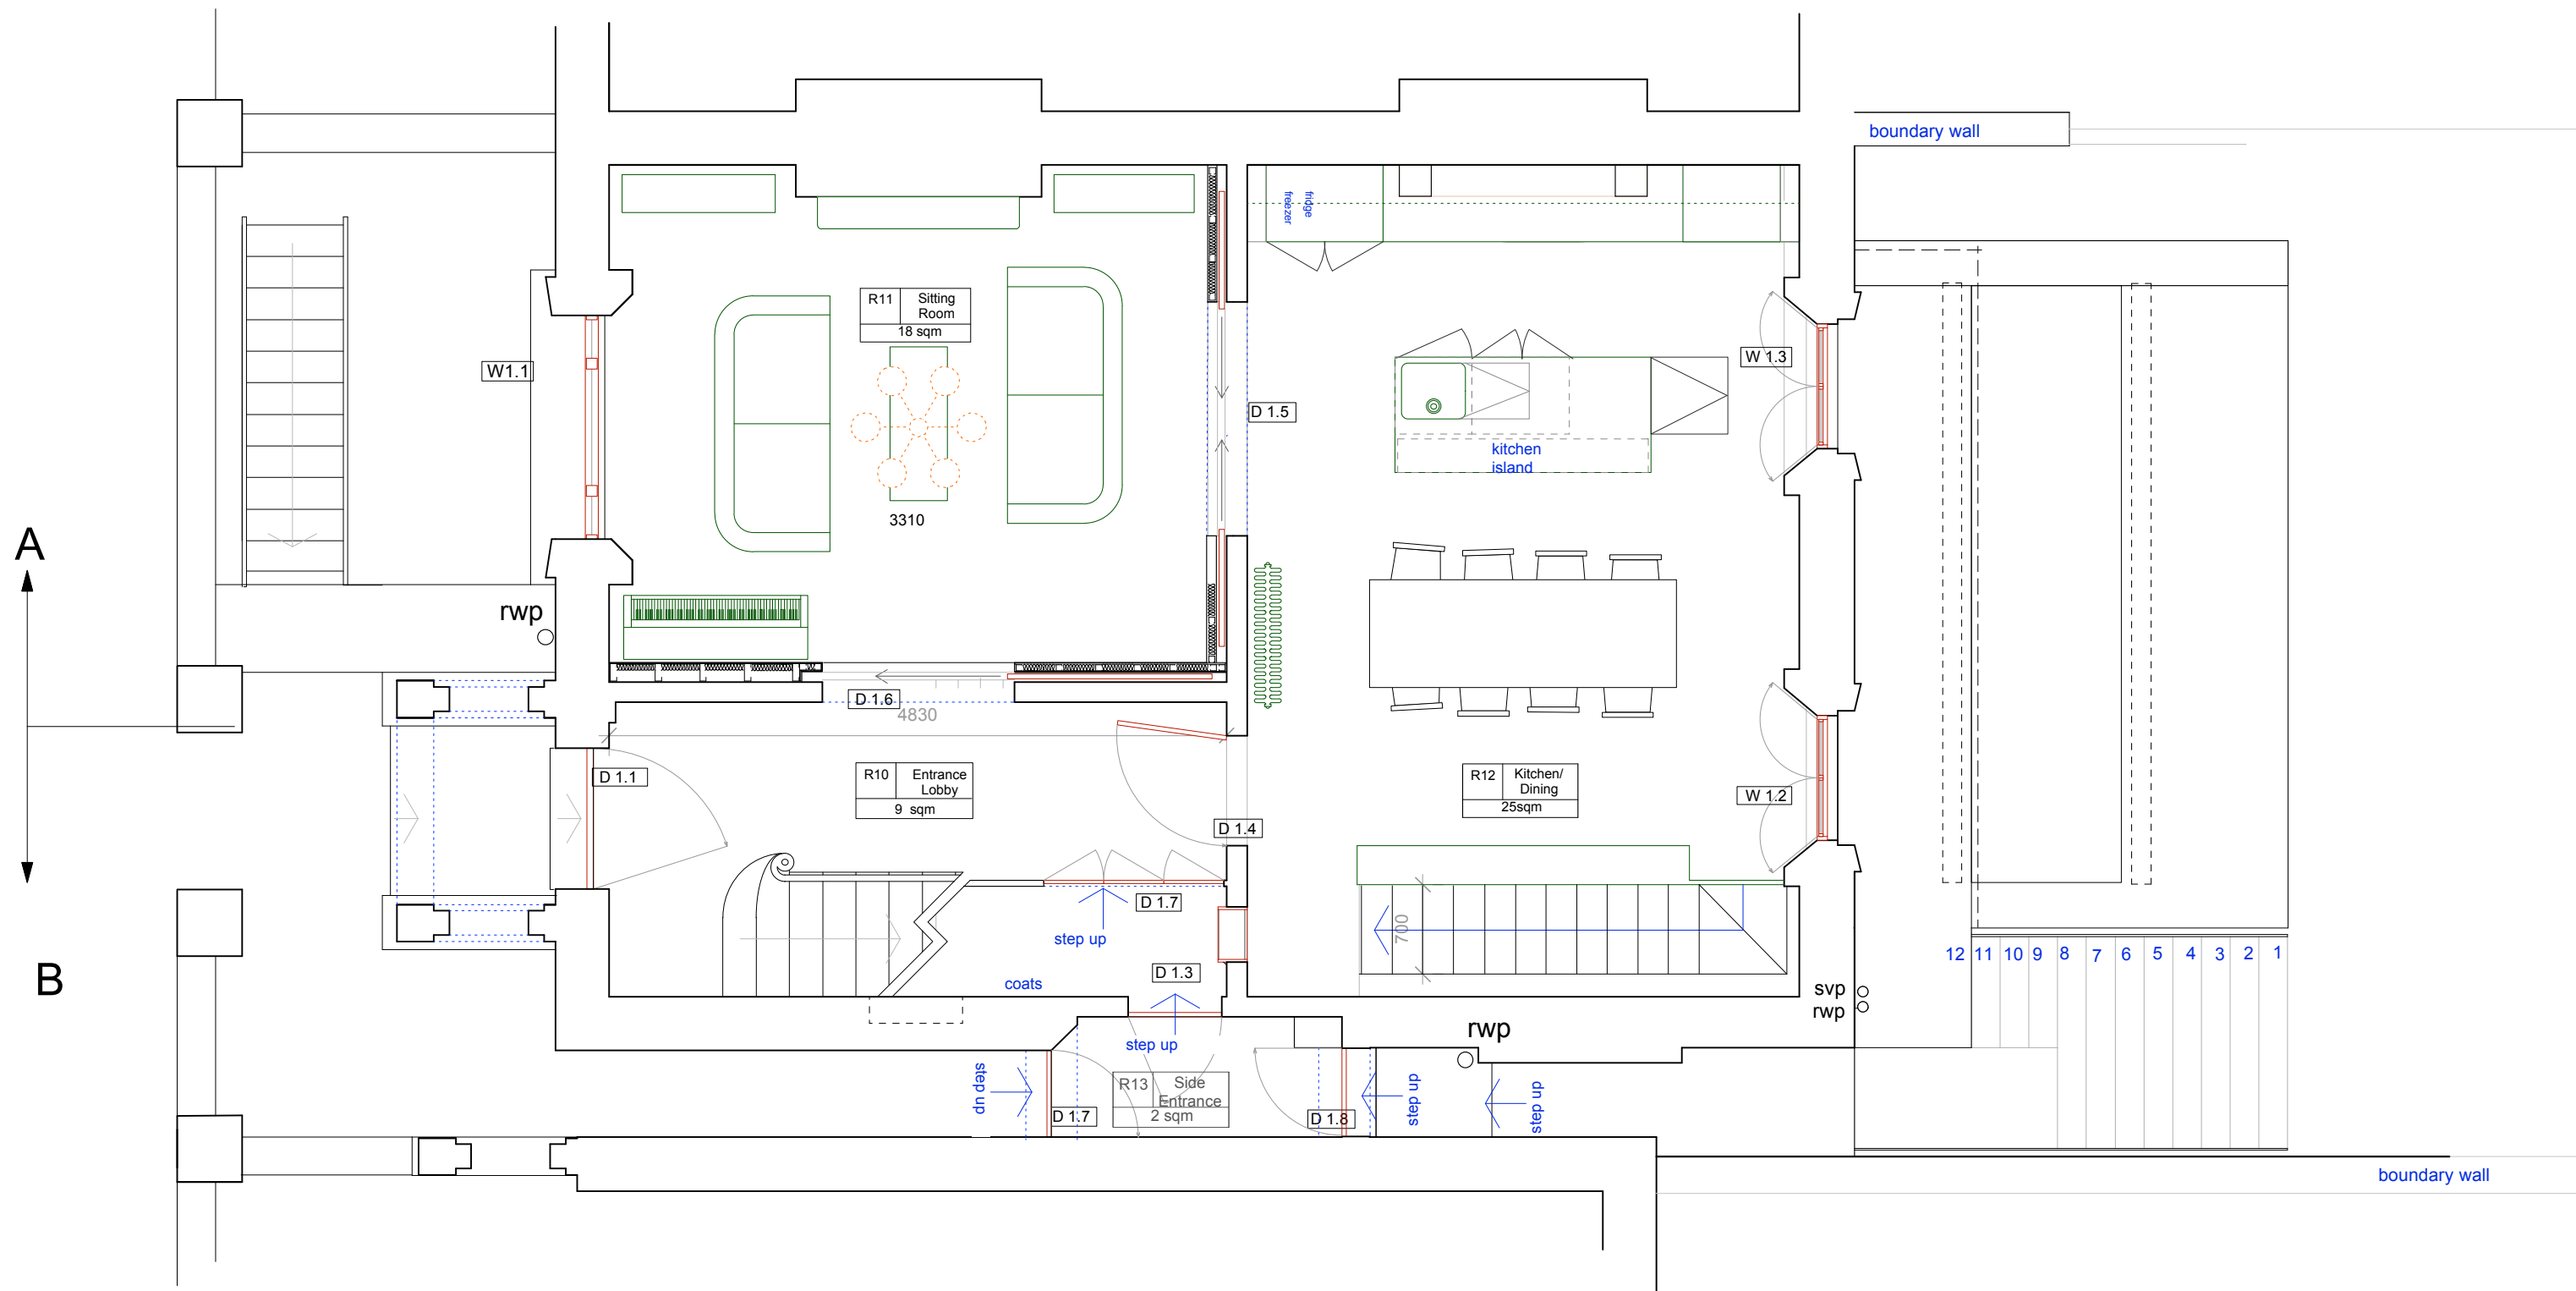 boundary wall
fridge
freezer
R11
Sitting
Room
18 sqm
W1.1
W 1.3
D 1.5
kitchen
island
3310
A
rwp
D 1.6
4830
D 1.1
R10
Entrance
Lobby
9 sqm
R12
Kitchen/
Dining
25sqm
W 1.2
D 1.4
D 1.7
step up
700
B
D 1.3
coats
12 11 10 9 8 7 6 5 4 3 2 1
svp
rwp
rwp
step up
step up
R13
Side
Entrance
2 sqm
D 1.7
D 1.8
step up
step up
boundary wall